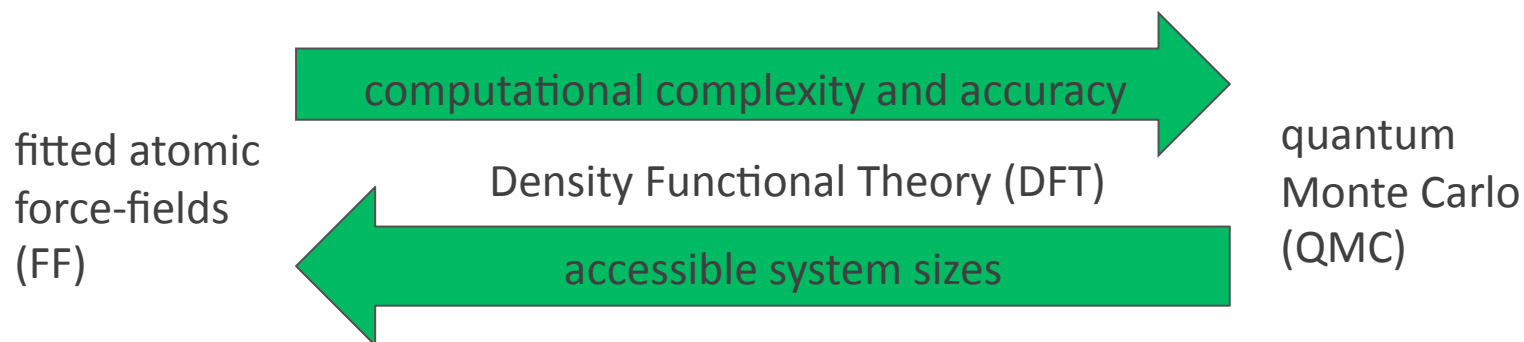 computational complexity and accuracy
fitted atomic
force-fields
(FF)
Density Functional Theory (DFT)
quantum
Monte Carlo
(QMC)
accessible system sizes